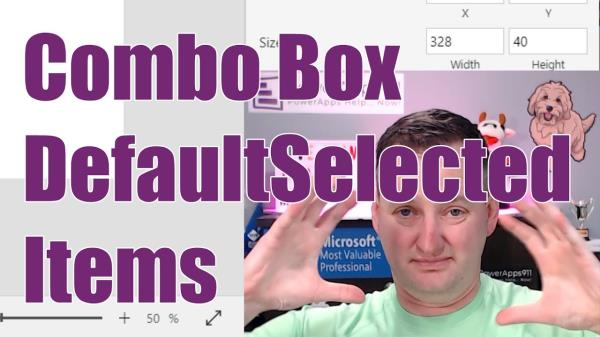 X Y
Size
328 40
Width Height
Combo Box
PowerApps Help... Now!
DefaultSelected
Items
Microsoft
Most Valuable
Professional
PowerApps911
50 %